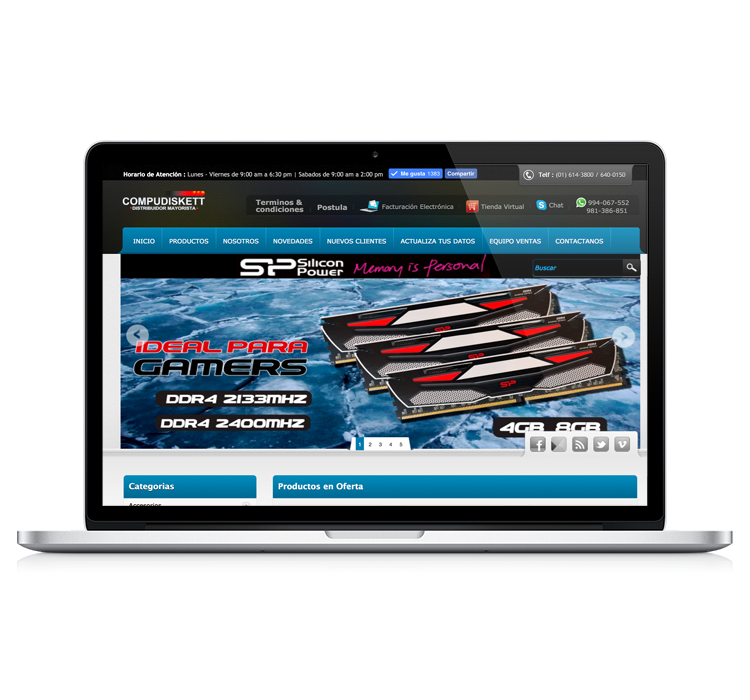 Horario de Atención : Lunes - Viernes de 9:00 am a 6:30 pm | Sabados de 9:00 am a 2:00 pm Me gusta 1383 Compartir Telf : (01) 614-3800 / 640-0150
COMPUDISKETT
DISTRIBUIDOR MAYORISTA
Terminos & condiciones
Postula
Facturación Electrónica
Tienda Virtual
Chat
994-067-552
981-386-851
INICIO PRODUCTOS NOSOTROS NOVEDADES NUEVOS CLIENTES ACTUALIZA TUS DATOS EQUIPO VENTAS CONTACTANOS
SP Silicon Power Memory is personal
Buscar
IDEAL PARA
GAMERS
DDR4 2133MHZ
DDR4 2400MHZ
SP
4GB 8GB
1 2 3 4 5
Categorias
Productos en Oferta
Accesorios